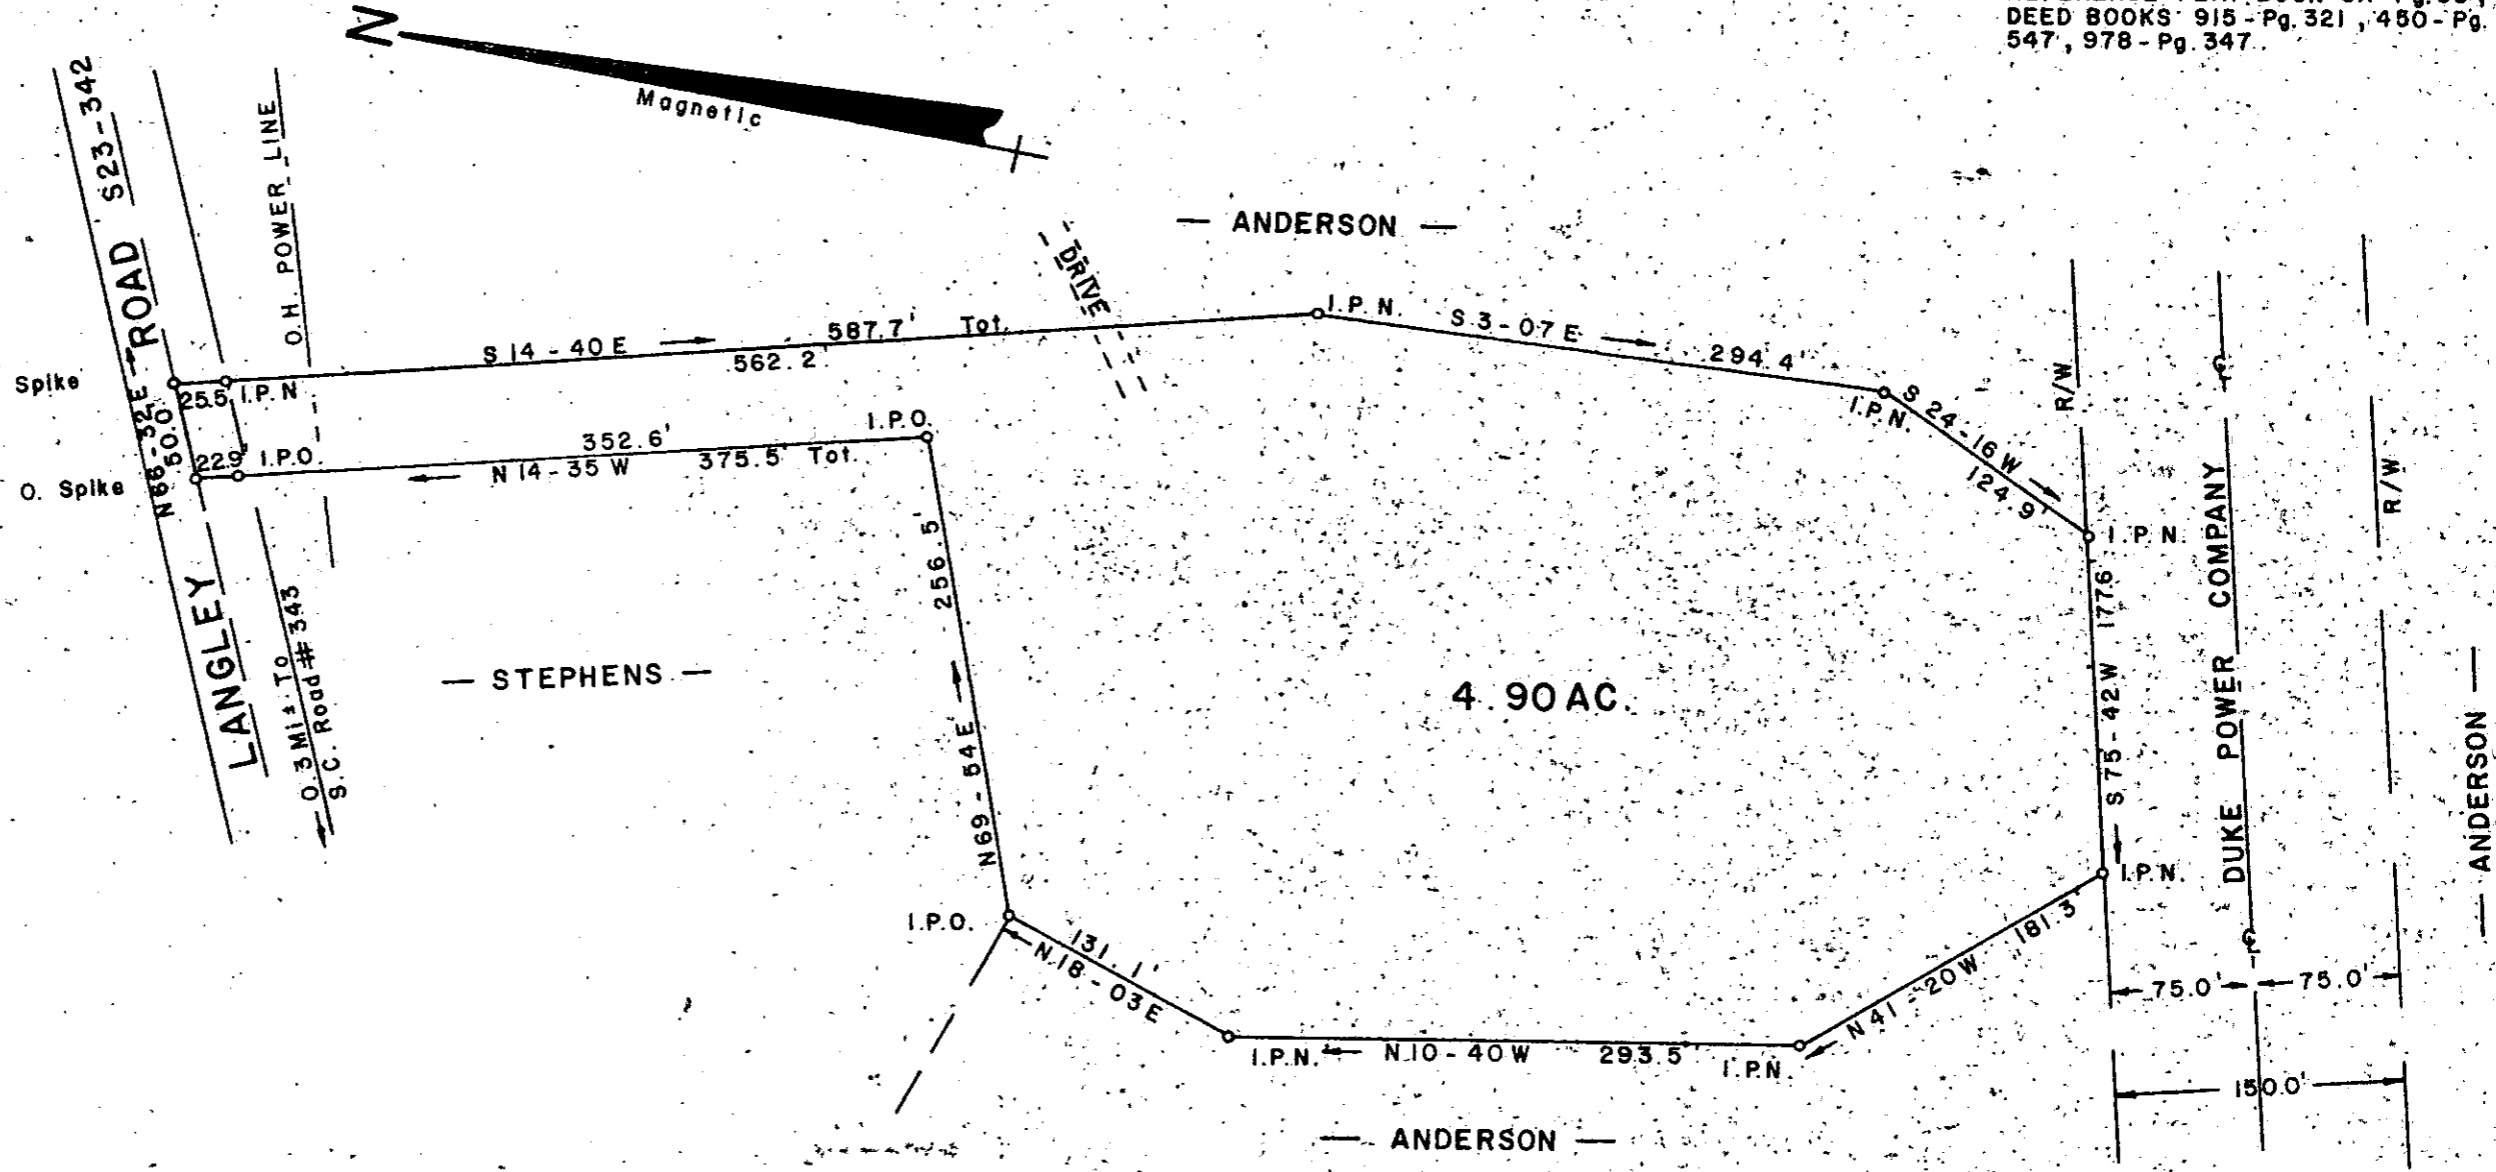 DEED BOOKS 915-Pg. 321, 450-Pg.
547, 978-Pg. 347.
N
Magnetic
LANGLEY ROAD S23-342
O.H. POWER LINE
— ANDERSON —
DRIVE
Spike
25.5' I.P.N
S 14-40 E
587.7' Tot.
562.2'
I.P.N.
S 3-07 E
294.4'
I.P.N.
S 24-16 W
124.9'
I.P.N.
N66-32E
50.0'
O. Spike
22.9' I.P.O.
352.6'
N 14-35 W
375.5' Tot.
I.P.O.
256.5'
N69-54E
0.3 Mi± TO
S.C. Road # 343
— STEPHENS —
4.90 AC.
S 75-42 W 177.6'
R/W
DUKE POWER COMPANY
R/W
— ANDERSON —
I.P.N.
181.3'
N 41-20 W
I.P.O.
131.1'
N 18-03 E
I.P.N.
N 10-40 W
293.5'
I.P.N.
75.0'
75.0'
150.0'
— ANDERSON —